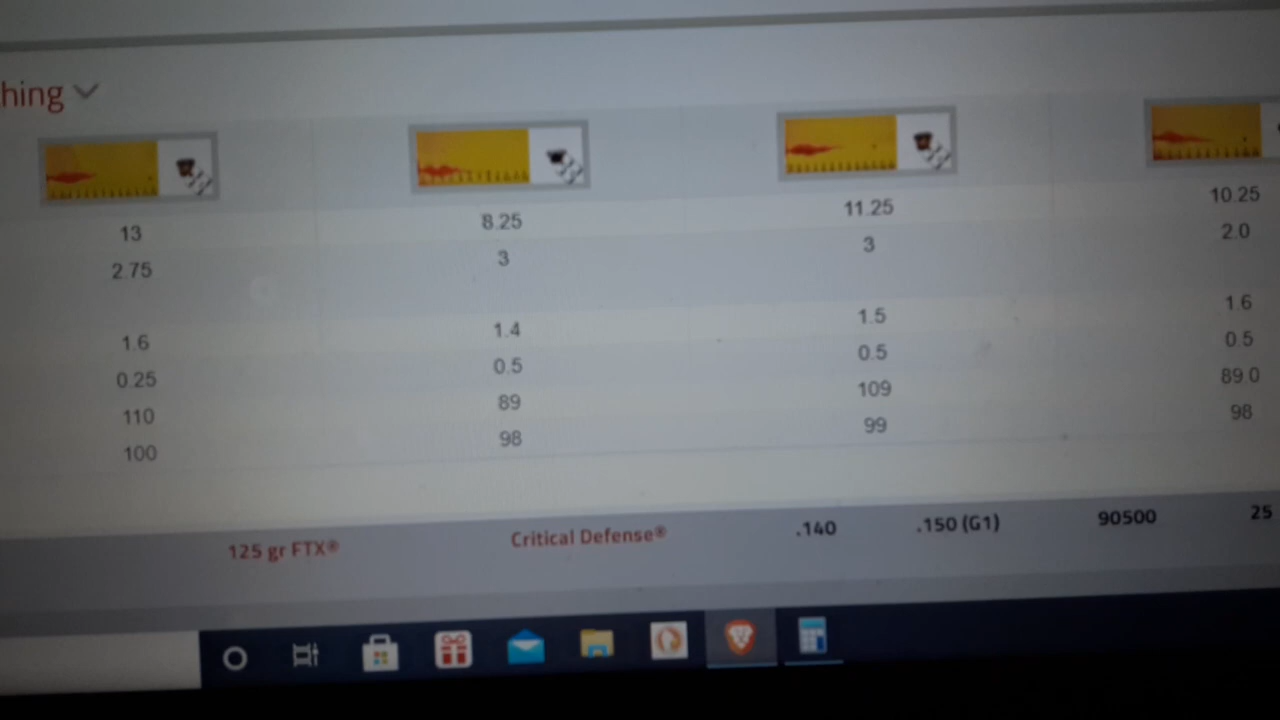 hing
13 8.25 11.25 10.25
2.75 3 3 2.0
1.6 1.4 1.5 1.6
0.25 0.5 0.5 0.5
110 89 109 89.0
100 98 99 98
125 gr FTX® Critical Defense® .140 .150 (G1) 90500 25